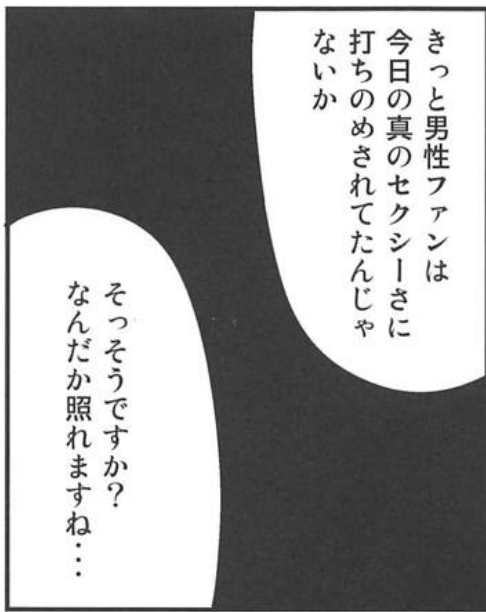 きっと男性ファンは
今日の真のセクシーさに
打ちのめされてたんじゃ
ないか
そっそうですか？
なんだか照れますね・・・